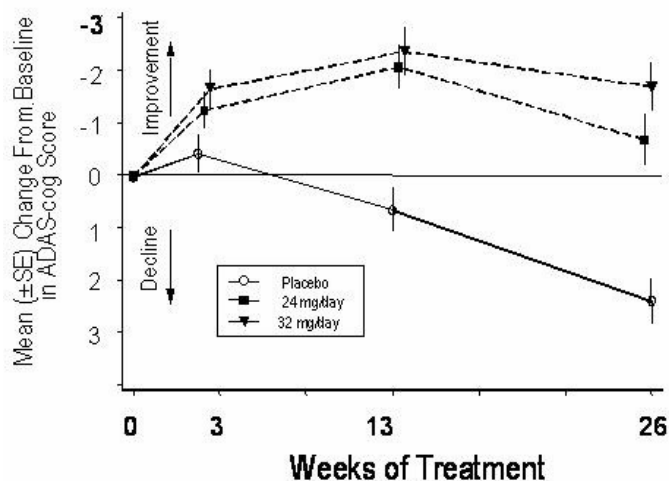 Mean (±SE) Change From Baseline
in ADAS-cog Score
-3
-2
-1
0
1
2
3
Improvement
Decline
Placebo
24 mg/day
32 mg/day
0 3 13 26
Weeks of Treatment